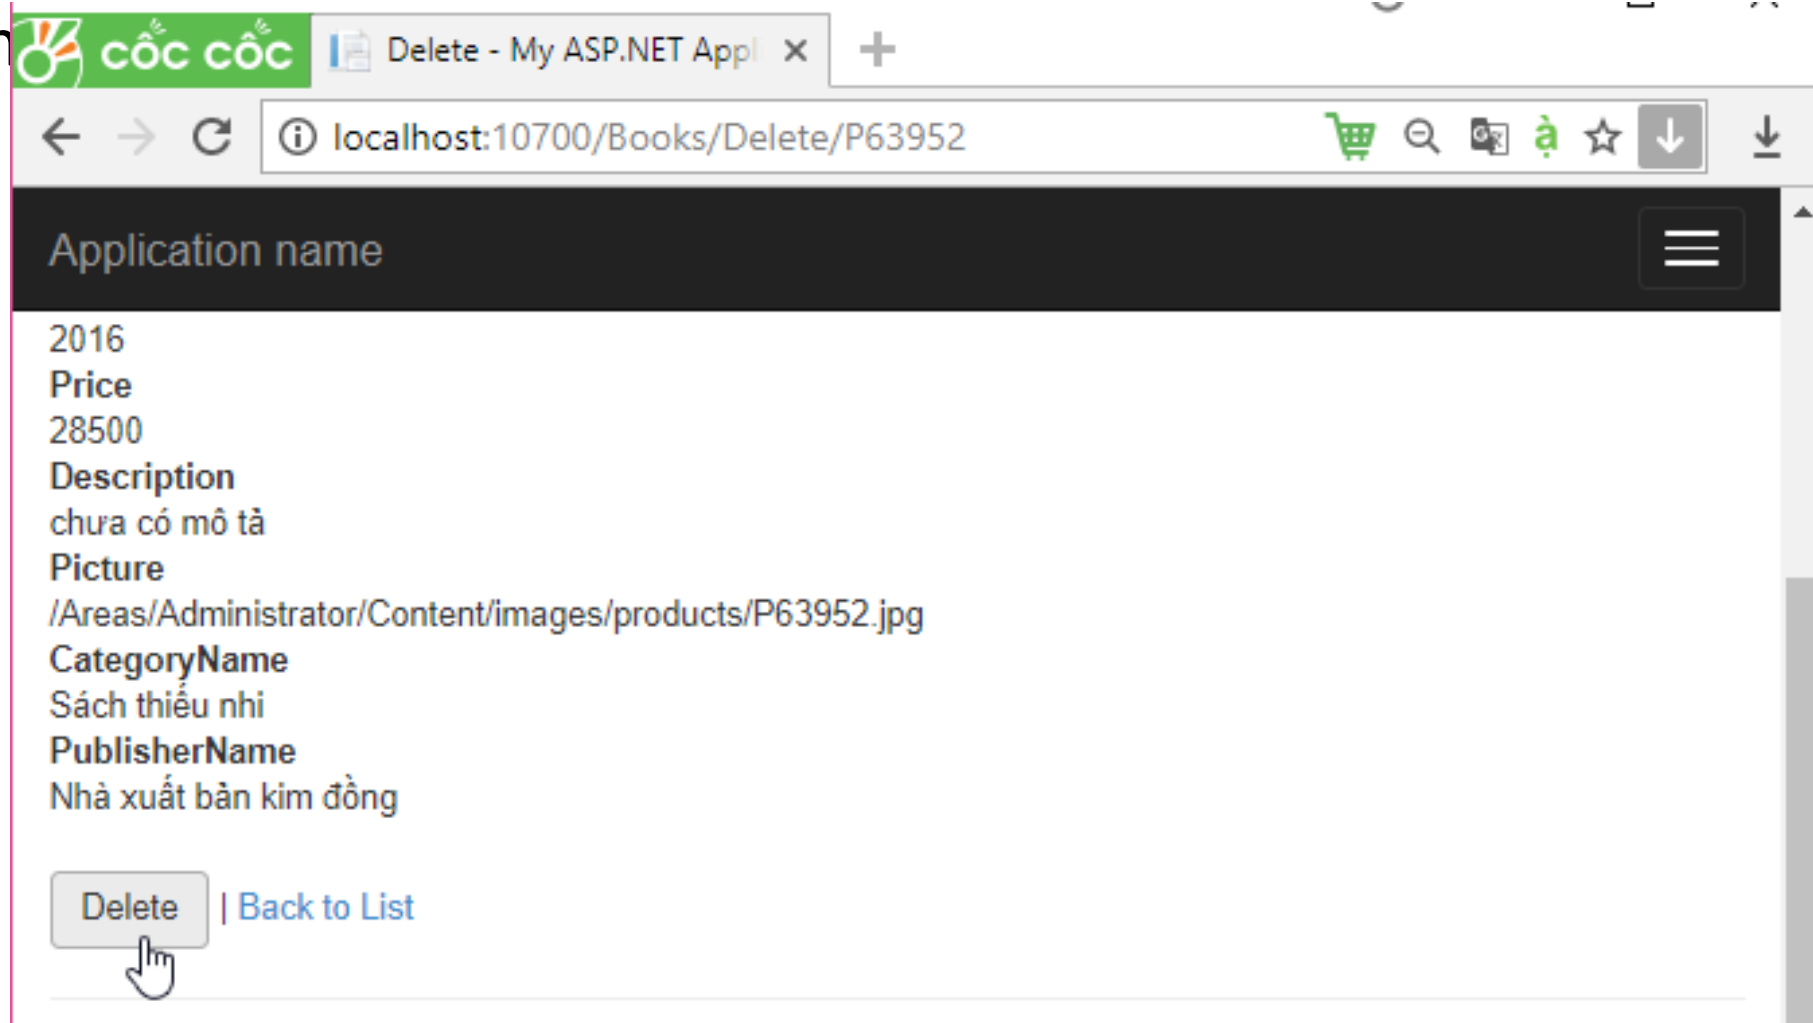 cốc cốc
Delete - My ASP.NET Appl
localhost:10700/Books/Delete/P63952
à
Application name
2016
Price
28500
Description
chưa có mô tả
Picture
/Areas/Administrator/Content/images/products/P63952.jpg
CategoryName
Sách thiếu nhi
PublisherName
Nhà xuất bản kim đồng
Delete | Back to List